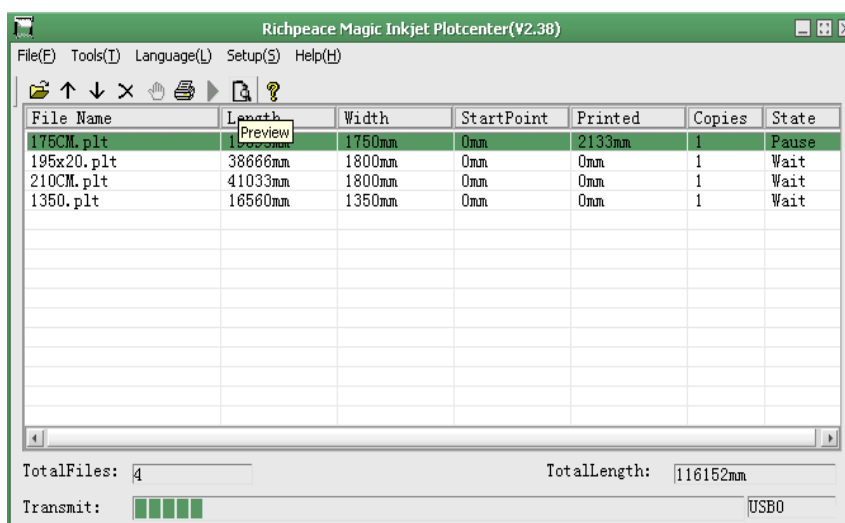 Richpeace Magic Inkjet Plotcenter(V2.38)
File(F) Tools(T) Language(L) Setup(S) Help(H)
File Name Length Width StartPoint Printed Copies State
Preview
175CM.plt 1750mm 0mm 2133mm 1 Pause
195x20.plt 38666mm 1800mm 0mm 0mm 1 Wait
210CM.plt 41033mm 1800mm 0mm 0mm 1 Wait
1350.plt 16560mm 1350mm 0mm 0mm 1 Wait
TotalFiles: 4 TotalLength: 116152mm
Transmit: USB0